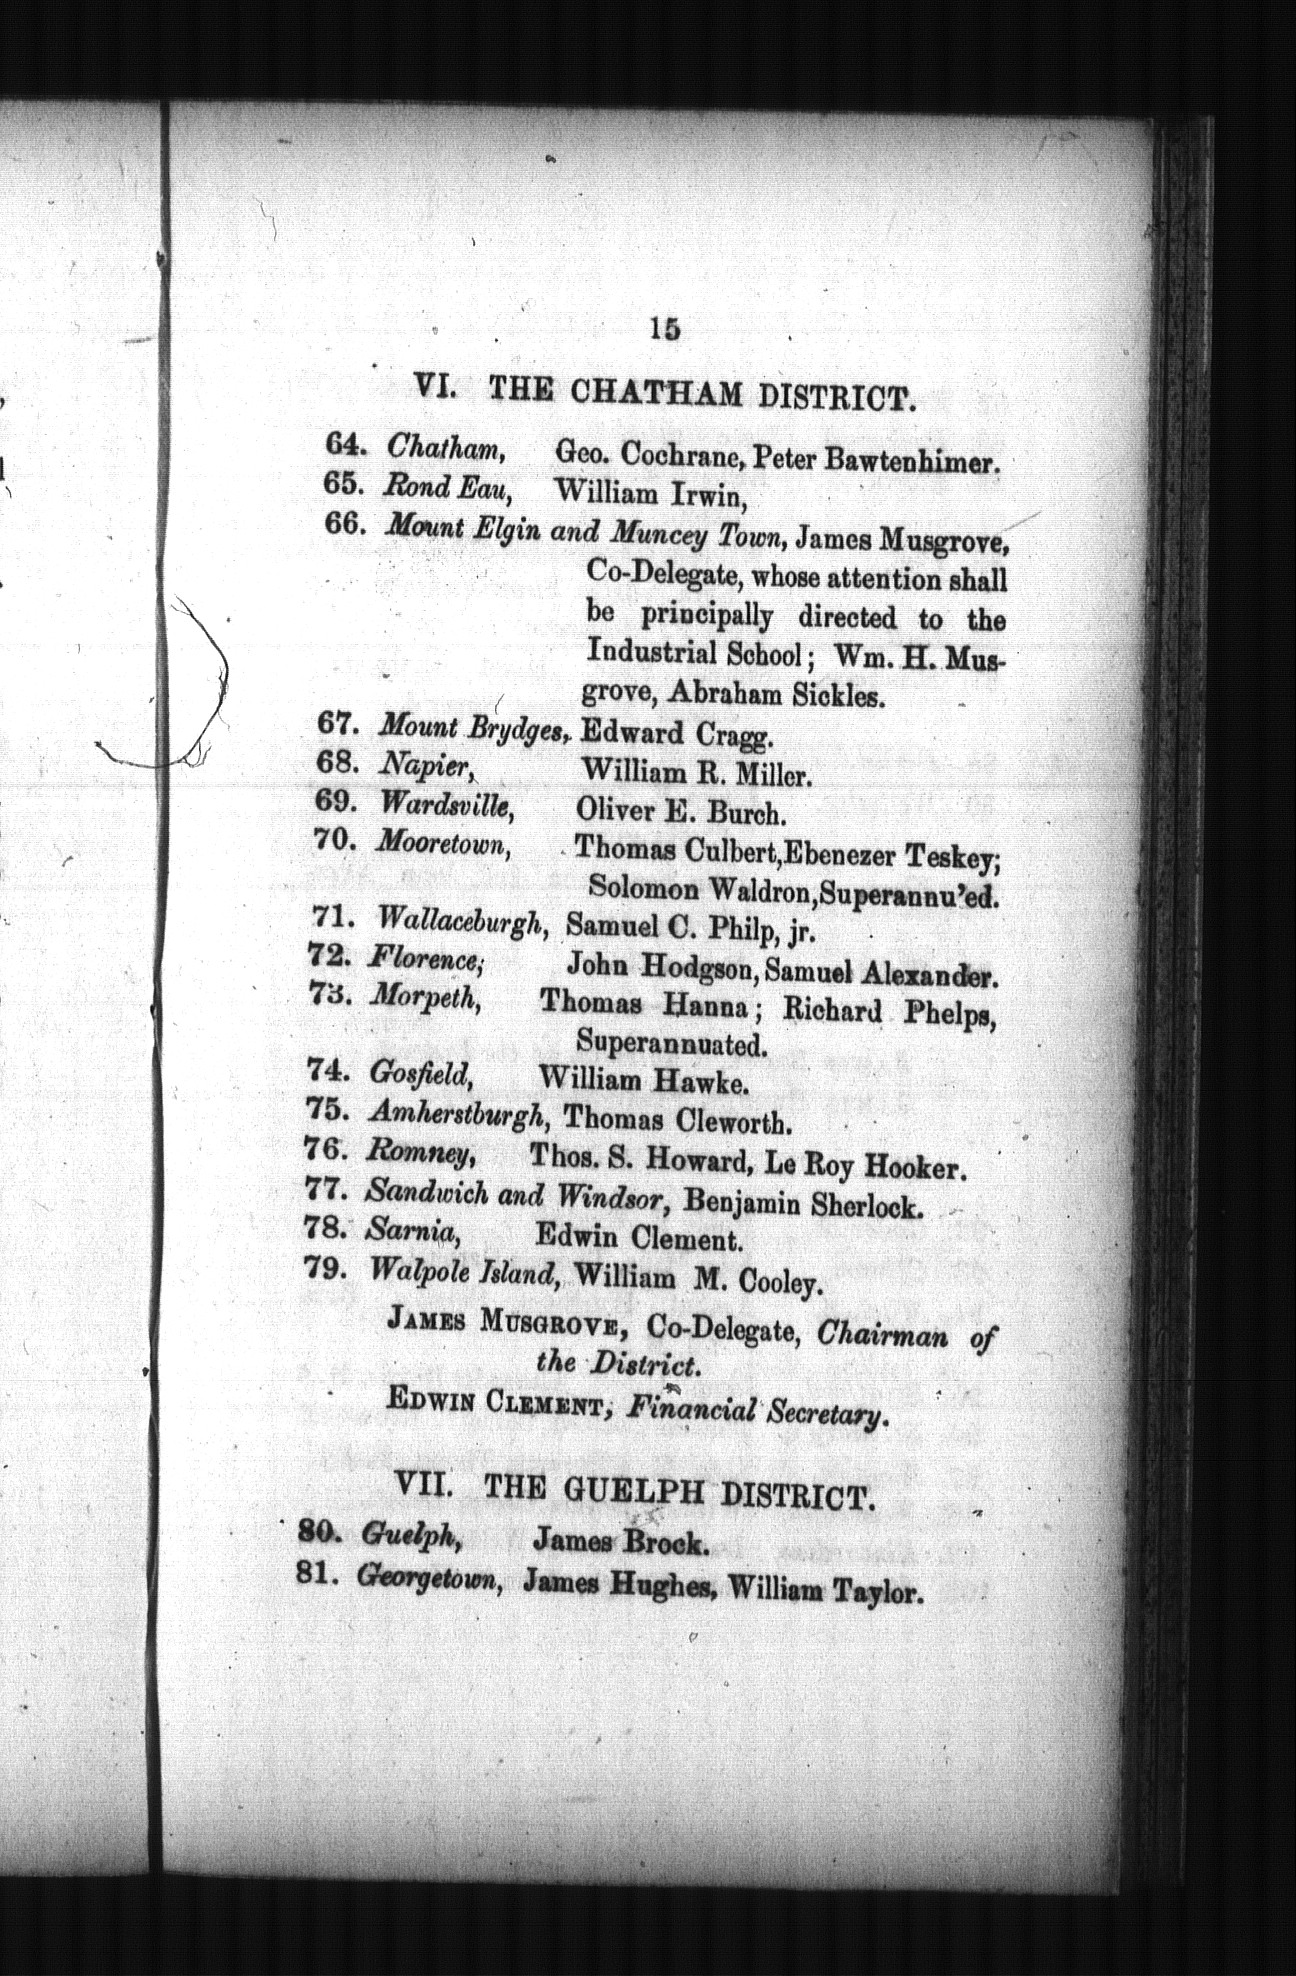 15
VI. THE CHATHAM DISTRICT.
64. Chatham, Geo. Cochrane, Peter Bawtenhimer.
65. Rond Eau, William Irwin,
66. Mount Elgin and Muncey Town, James Musgrove,
Co-Delegate, whose attention shall
be principally directed to the
Industrial School; Wm. H. Mus-
grove, Abraham Sickles.
67. Mount Brydges, Edward Cragg.
68. Napier, William R. Miller.
69. Wardsville, Oliver E. Burch.
70. Mooretown, Thomas Culbert, Ebenezer Teskey;
Solomon Waldron, Superannu'ed.
71. Wallaceburgh, Samuel C. Philp, jr.
72. Florence, John Hodgson, Samuel Alexander.
73. Morpeth, Thomas Hanna; Richard Phelps,
Superannuated.
74. Gosfield, William Hawke.
75. Amherstburgh, Thomas Cleworth.
76. Romney, Thos. S. Howard, Le Roy Hooker.
77. Sandwich and Windsor, Benjamin Sherlock.
78. Sarnia, Edwin Clement.
79. Walpole Island, William M. Cooley.
JAMES MUSGROVE, Co-Delegate, Chairman of
the District.
EDWIN CLEMENT, Financial Secretary.
VII. THE GUELPH DISTRICT.
80. Guelph, James Brock.
81. Georgetown, James Hughes, William Taylor.